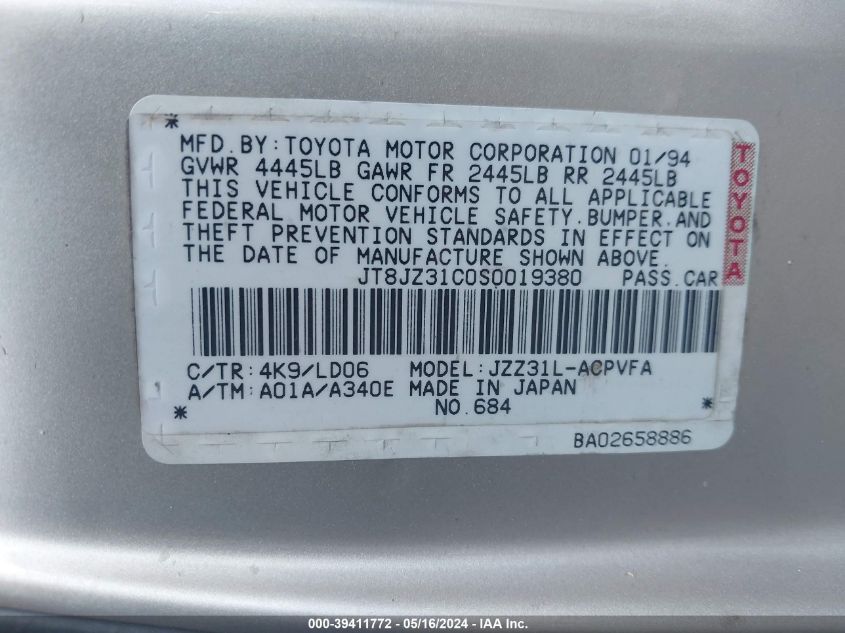 MFD. BY: TOYOTA MOTOR CORPORATION 01/94
GVWR 4445LB GAWR FR 2445LB RR 2445LB
THIS VEHICLE CONFORMS TO ALL APPLICABLE
FEDERAL MOTOR VEHICLE SAFETY. BUMPER. AND
THEFT PREVENTION STANDARDS IN EFFECT ON
THE DATE OF MANUFACTURE SHOWN ABOVE.
JT8JZ31C0S0019380 PASS. CAR
TOYOTA
C/TR: 4K9/LD06 MODEL: JZZ31L-ACPVFA
A/TM: A01A/A340E MADE IN JAPAN
NO. 684
BA02658886
000-39411772 - 05/16/2024 - IAA Inc.